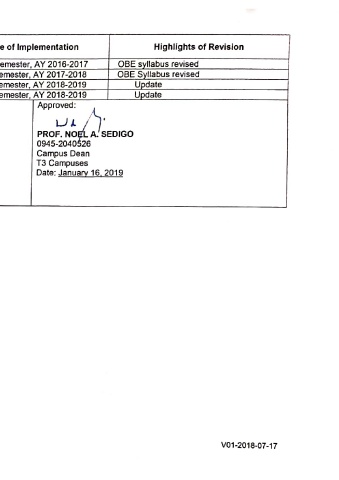 e of Implementation Highlights of Revision
emester, AY 2016-2017 OBE syllabus revised
emester, AY 2017-2018 OBE Syllabus revised
emester, AY 2018-2019 Update
emester, AY 2018-2019 Update
Approved:
PROF. NOEL A. SEDIGO
0945-2040526
Campus Dean
T3 Campuses
Date: January 16, 2019
V01-2018-07-17